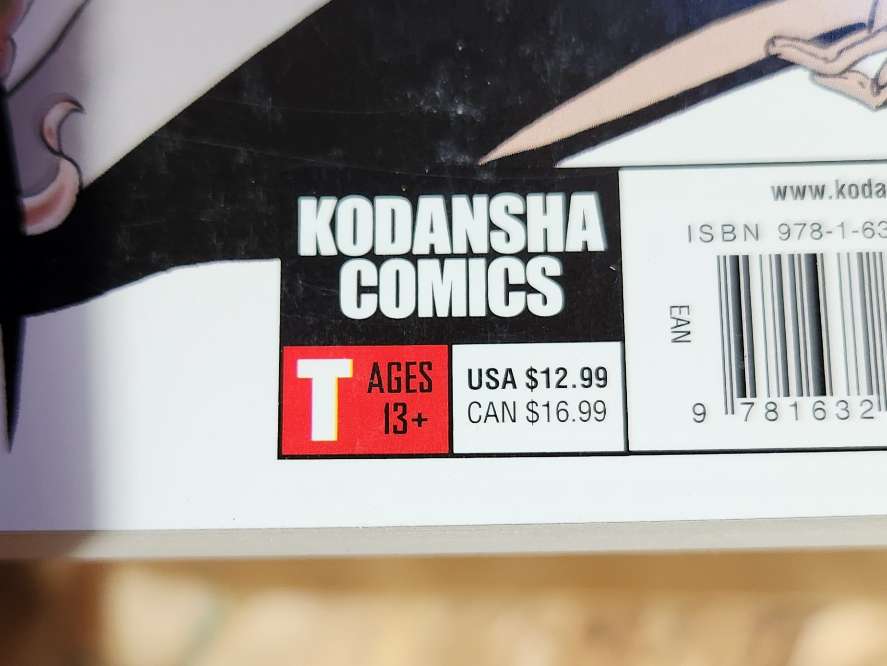 KODANSHA
COMICS
T AGES
13+
USA $12.99
CAN $16.99
www.koda
ISBN 978-1-63
EAN
9 781632